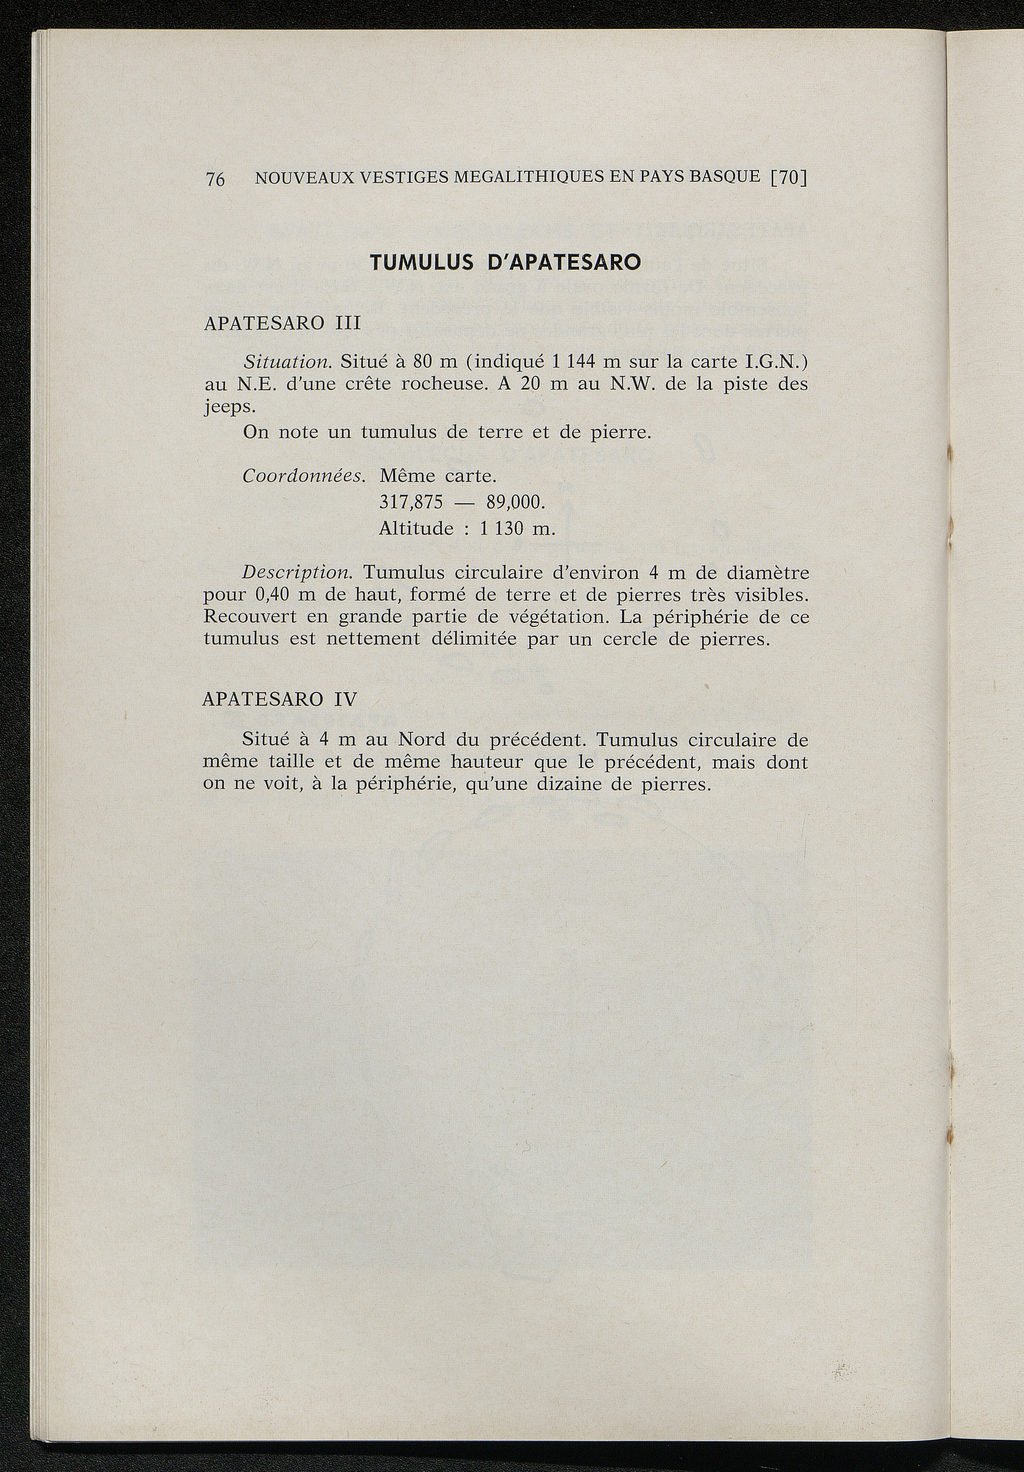 76 NOUVEAUX VESTIGES MEGALITHIQUES EN PAYS BASQUE [70]
TUMULUS D'APATESARO
APATESARO III
Situation. Situé à 80 m (indiqué 1 144 m sur la carte I.G.N.)
au N.E. d'une crête rocheuse. A 20 m au N.W. de la piste des
jeeps.
On note un tumulus de terre et de pierre.
Coordonnées. Même carte.
317,875 — 89,000.
Altitude : 1 130 m.
Description. Tumulus circulaire d'environ 4 m de diamètre
pour 0,40 m de haut, formé de terre et de pierres très visibles.
Recouvert en grande partie de végétation. La périphérie de ce
tumulus est nettement délimitée par un cercle de pierres.
APATESARO IV
Situé à 4 m au Nord du précédent. Tumulus circulaire de
même taille et de même hauteur que le précédent, mais dont
on ne voit, à la périphérie, qu'une dizaine de pierres.